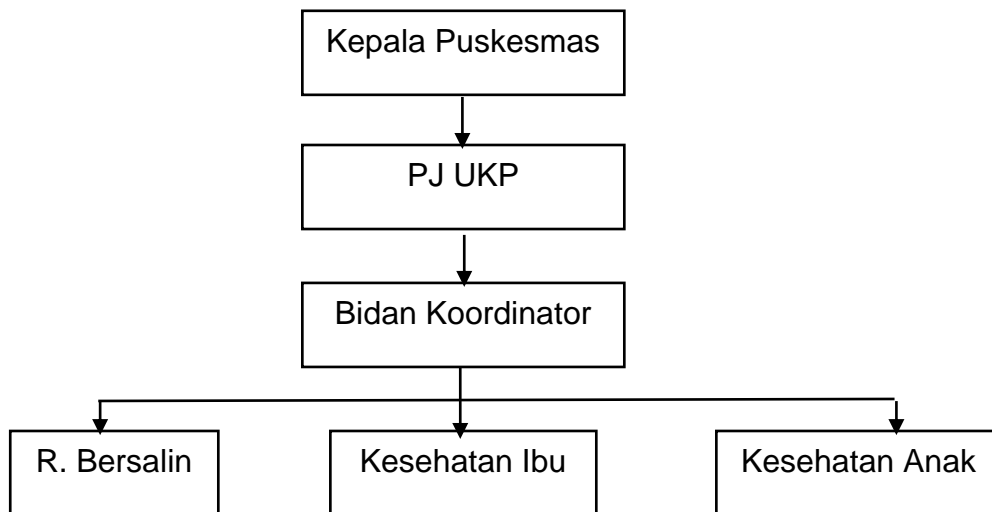 Kepala Puskesmas
PJ UKP
Bidan Koordinator
R. Bersalin
Kesehatan Ibu
Kesehatan Anak